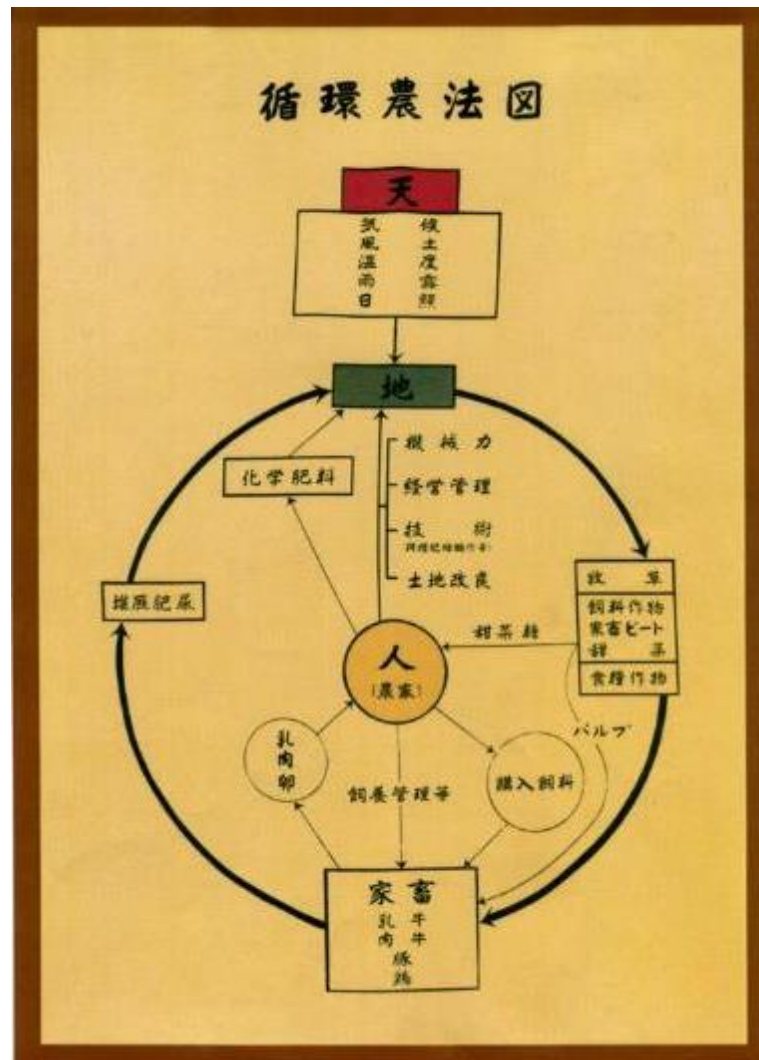 循環農法図
天
気 候
風 土
温 度
雨 露
日 照
地
機械力
化学肥料
経営管理
技 術
土地改良
牧 草
飼料作物
家畜ビート
甜 菜
食糧作物
堆厩肥尿
甜菜糖
人
(農家)
パルプ
乳肉卵
飼養管理等
購入飼料
家畜
乳 牛
肉 牛
豚
鶏